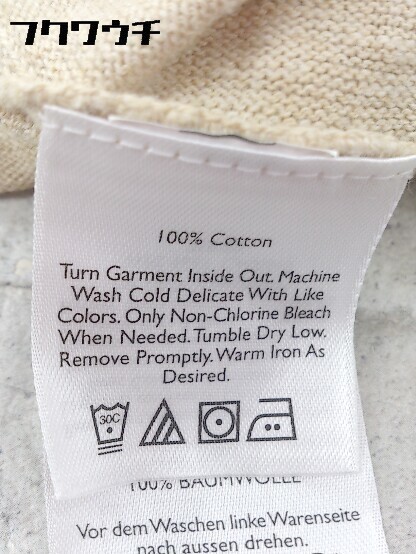 フクワウチ
100% Cotton
Turn Garment Inside Out. Machine
Wash Cold Delicate With Like
Colors. Only Non-Chlorine Bleach
When Needed. Tumble Dry Low.
Remove Promptly. Warm Iron As
Desired.
30C
100% BAUMWOLLE
Vor dem Waschen linke Warenseite
nach aussen drehen.